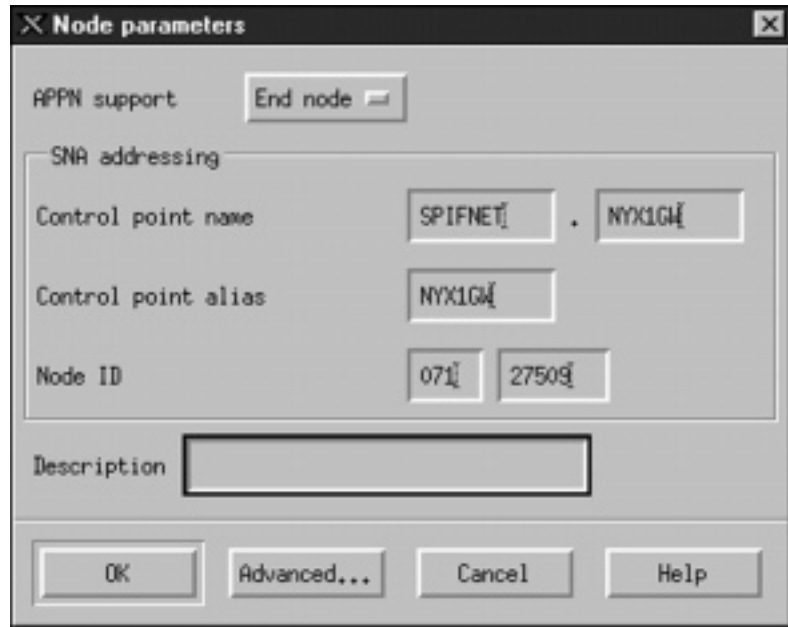 Node parameters
APPN support End node
SNA addressing
Control point name SPIFNET . NYX1GW
Control point alias NYX1GW
Node ID 071 27509
Description
OK Advanced... Cancel Help